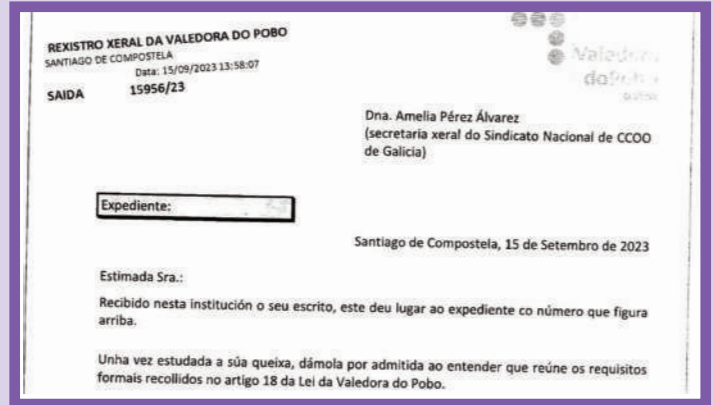 REXISTRO XERAL DA VALEDORA DO POBO
SANTIAGO DE COMPOSTELA
Data: 15/09/2023 13:58:07
SAIDA 15956/23
Valedora
do Pobo
Dna. Amelia Pérez Álvarez
(secretaria xeral do Sindicato Nacional de CCOO
de Galicia)
Expediente:
Santiago de Compostela, 15 de Setembro de 2023
Estimada Sra.:
Recibido nesta institución o seu escrito, este deu lugar ao expediente co número que figura
arriba.
Unha vez estudada a súa queixa, dámola por admitida ao entender que reúne os requisitos
formais recollidos no artigo 18 da Lei da Valedora do Pobo.